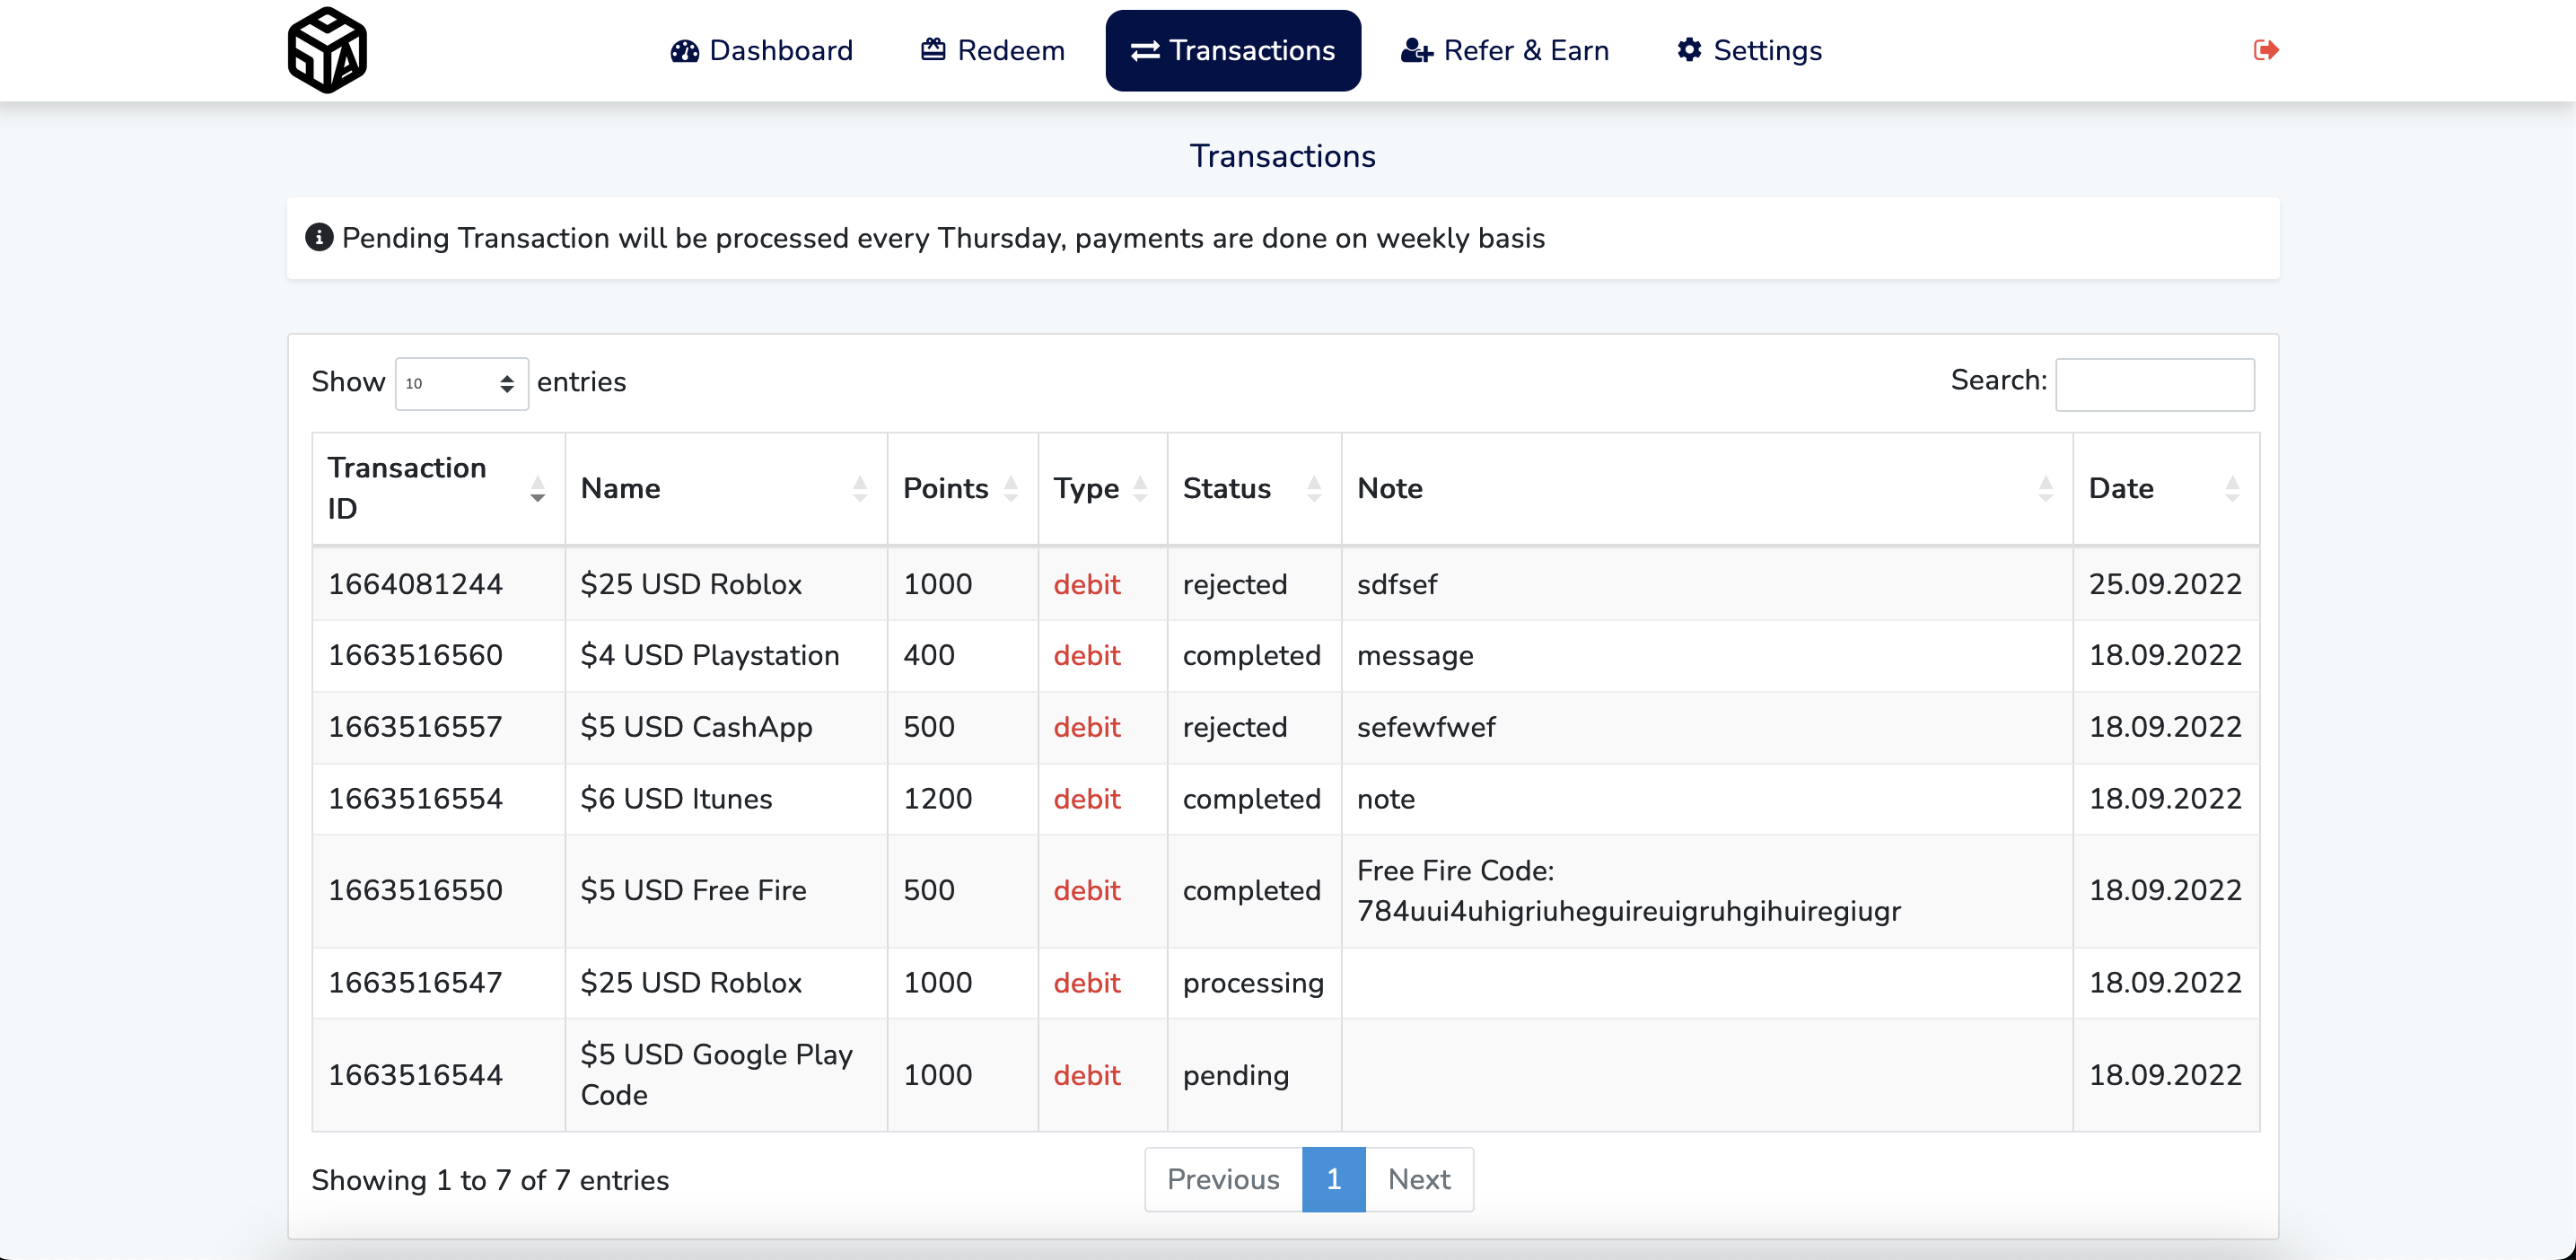 Dashboard Redeem Transactions Refer & Earn Settings
Transactions
Pending Transaction will be processed every Thursday, payments are done on weekly basis
Show 10 entries Search:
Transaction ID Name Points Type Status Note Date
1664081244 $25 USD Roblox 1000 debit rejected sdfsef 25.09.2022
1663516560 $4 USD Playstation 400 debit completed message 18.09.2022
1663516557 $5 USD CashApp 500 debit rejected sefewfwef 18.09.2022
1663516554 $6 USD Itunes 1200 debit completed note 18.09.2022
1663516550 $5 USD Free Fire 500 debit completed Free Fire Code: 784uui4uhigriuheguireuigruhgihuiregiugr 18.09.2022
1663516547 $25 USD Roblox 1000 debit processing 18.09.2022
1663516544 $5 USD Google Play Code 1000 debit pending 18.09.2022
Showing 1 to 7 of 7 entries Previous 1 Next